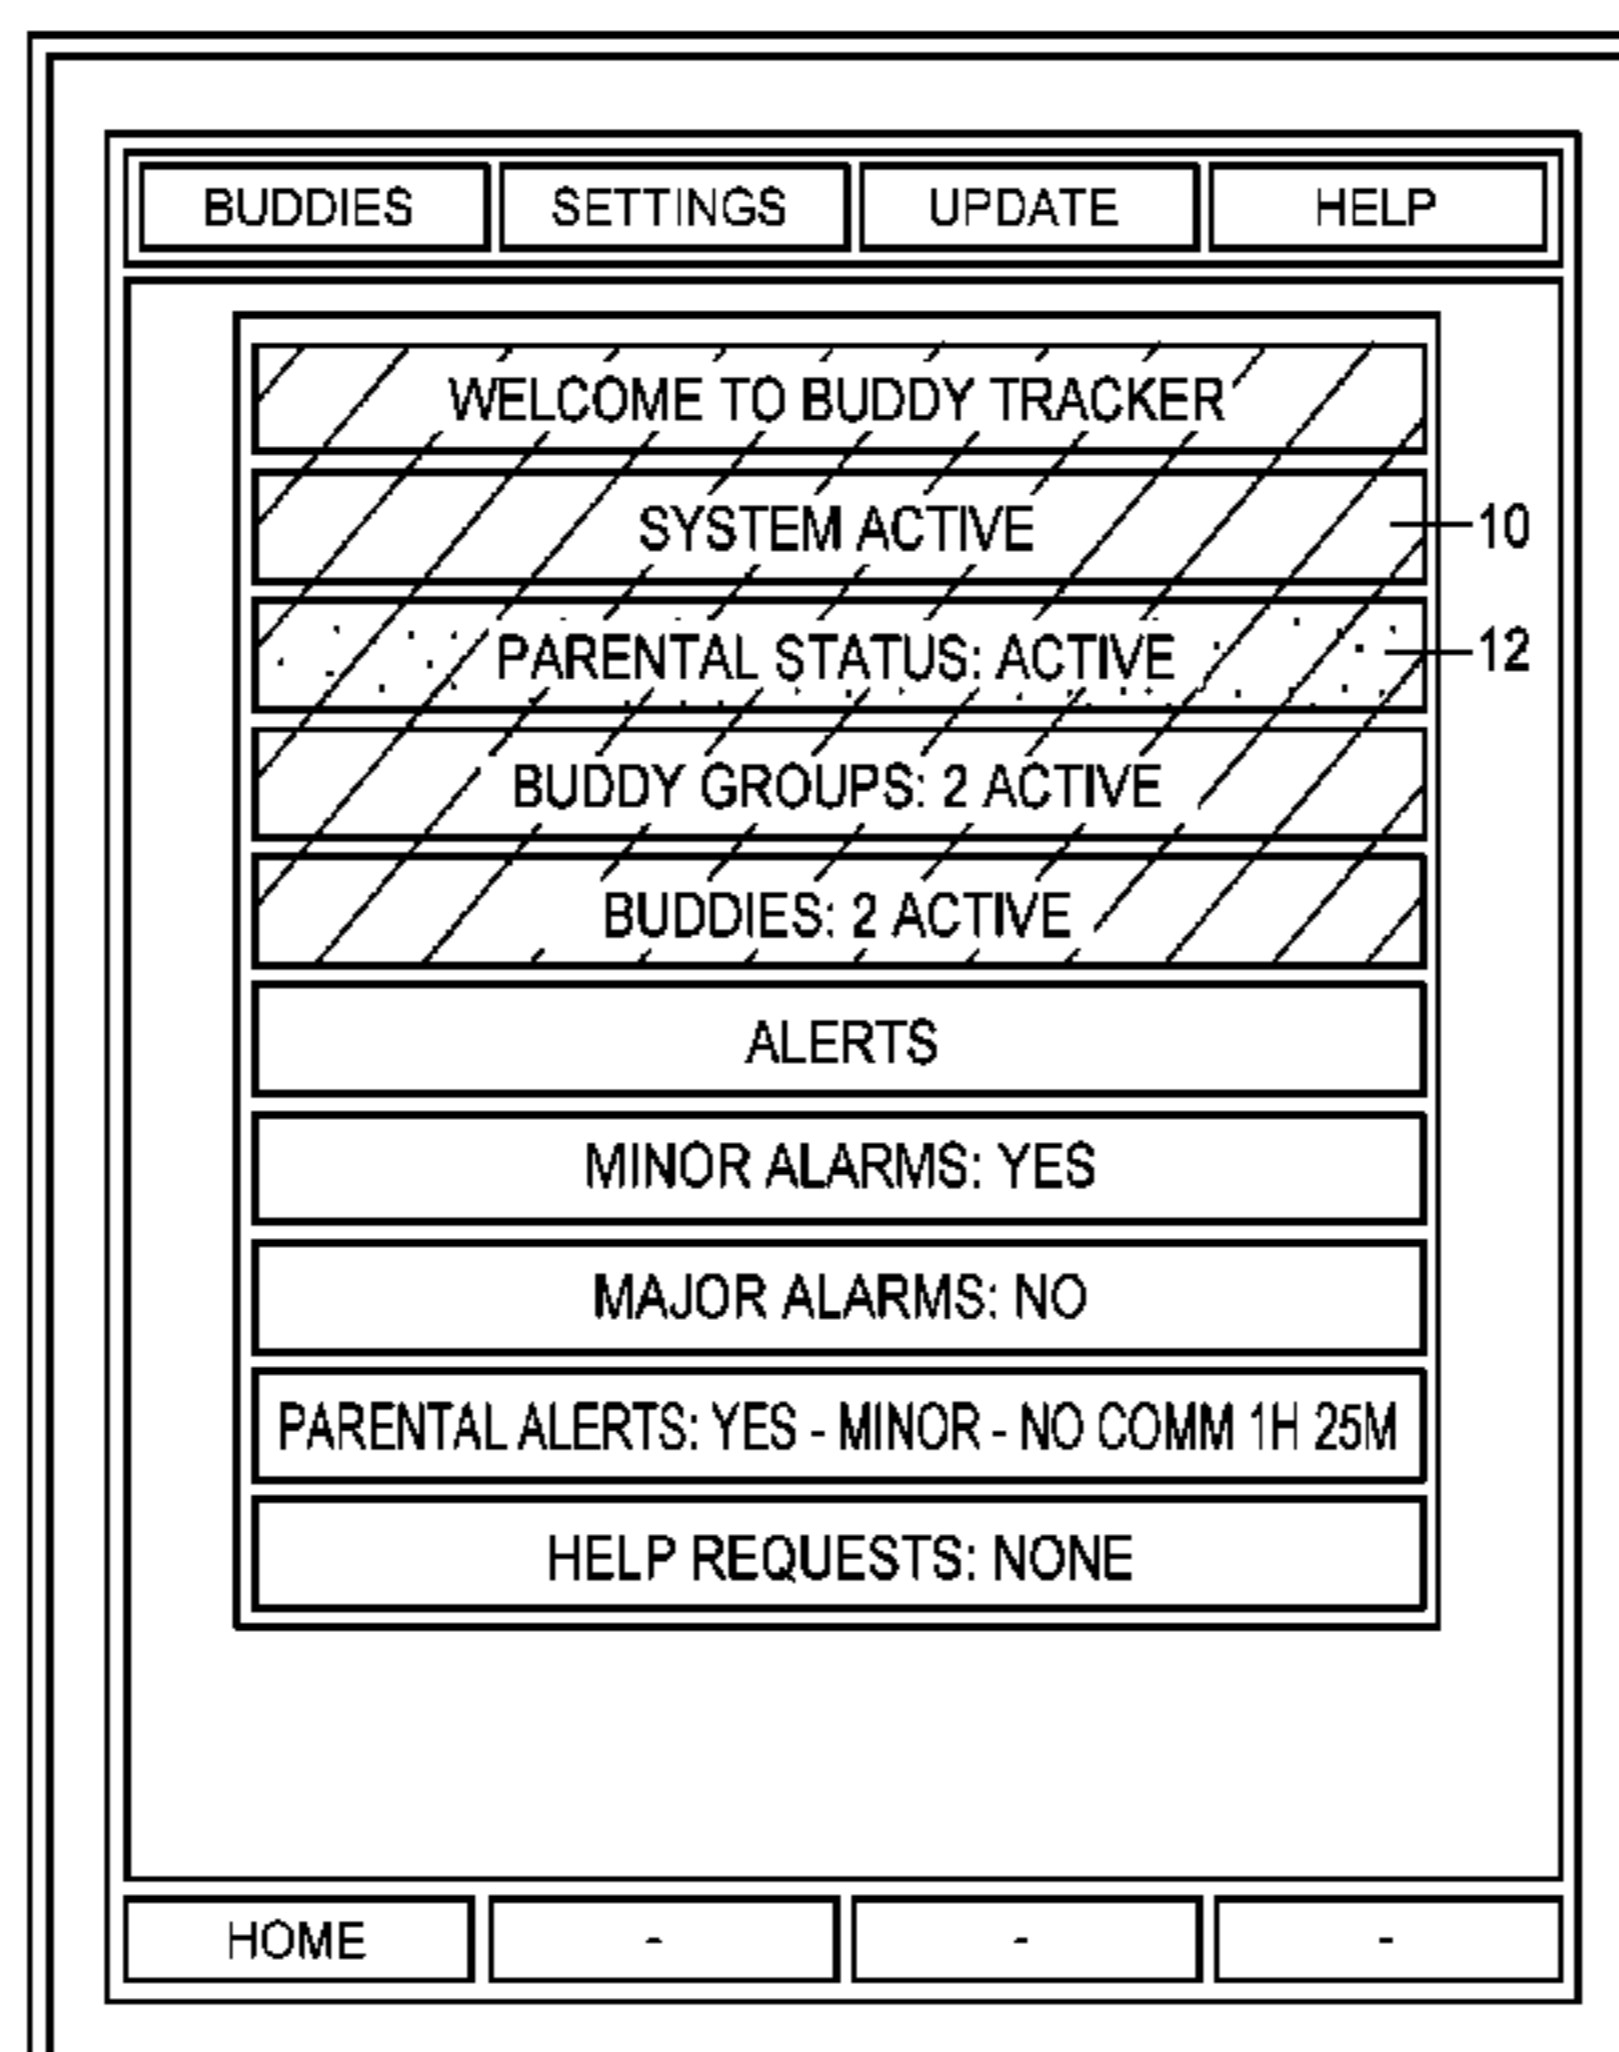 BUDDIES SETTINGS UPDATE HELP
WELCOME TO BUDDY TRACKER
SYSTEM ACTIVE 10
PARENTAL STATUS: ACTIVE 12
BUDDY GROUPS: 2 ACTIVE
BUDDIES: 2 ACTIVE
ALERTS
MINOR ALARMS: YES
MAJOR ALARMS: NO
PARENTAL ALERTS: YES - MINOR - NO COMM 1H 25M
HELP REQUESTS: NONE
HOME - - -